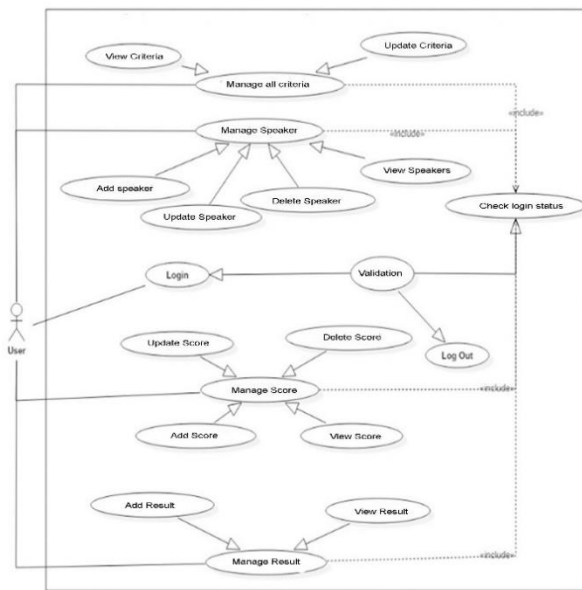 Update Criteria
View Criteria
Manage all criteria
«include»
Manage Speaker
«include»
View Speakers
Add speaker
Delete Speaker
Update Speaker
Check login status
Login
Validation
User
Update Score
Delete Score
Log Out
Manage Score
«include»
Add Score
View Score
Add Result
View Result
«include»
Manage Result